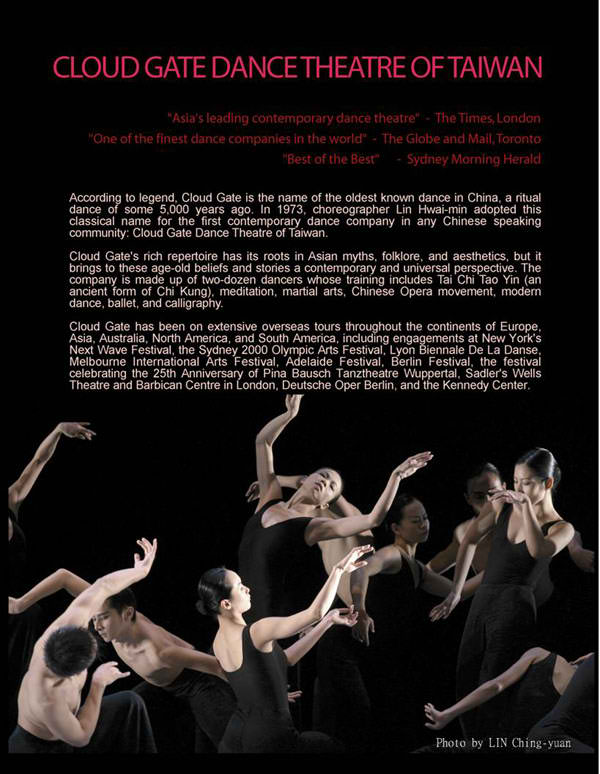 CLOUD GATE DANCE THEATRE OF TAIWAN
"Asia's leading contemporary dance theatre" - The Times, London
"One of the finest dance companies in the world" - The Globe and Mail, Toronto
"Best of the Best" - Sydney Morning Herald
According to legend, Cloud Gate is the name of the oldest known dance in China, a ritual
dance of some 5,000 years ago. In 1973, choreographer Lin Hwai-min adopted this
classical name for the first contemporary dance company in any Chinese speaking
community: Cloud Gate Dance Theatre of Taiwan.
Cloud Gate's rich repertoire has its roots in Asian myths, folklore, and aesthetics, but it
brings to these age-old beliefs and stories a contemporary and universal perspective. The
company is made up of two-dozen dancers whose training includes Tai Chi Tao Yin (an
ancient form of Chi Kung), meditation, martial arts, Chinese Opera movement, modern
dance, ballet, and calligraphy.
Cloud Gate has been on extensive overseas tours throughout the continents of Europe,
Asia, Australia, North America, and South America, including engagements at New York's
Next Wave Festival, the Sydney 2000 Olympic Arts Festival, Lyon Biennale De La Danse,
Melbourne International Arts Festival, Adelaide Festival, Berlin Festival, the festival
celebrating the 25th Anniversary of Pina Bausch Tanztheatre Wuppertal, Sadler's Wells
Theatre and Barbican Centre in London, Deutsche Oper Berlin, and the Kennedy Center.
Photo by LIN Ching-yuan